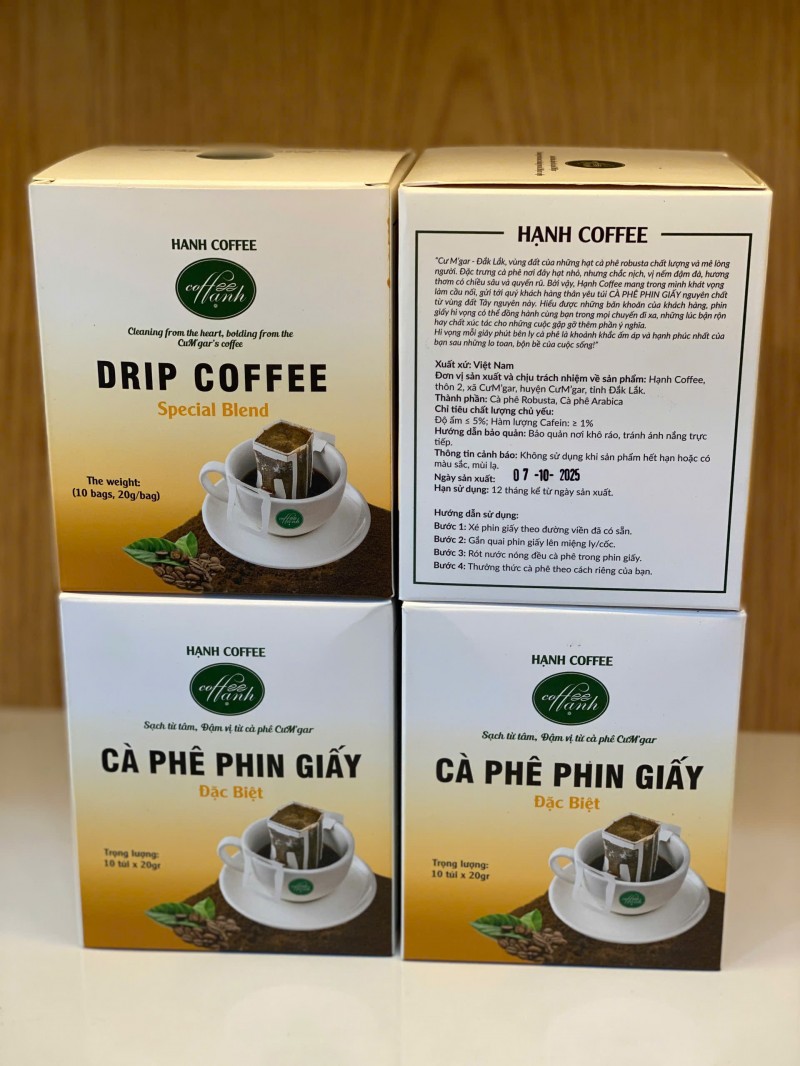 HANH COFFEE
coffee
Hanh
Cleaning from the heart, bolding from the
CuM'gar's coffee
DRIP COFFEE
Special Blend
The weight:
(10 bags, 20g/bag)
HẠNH COFFEE
"Cư M'gar - Đắk Lắk, vùng đất của những hạt cà phê robusta chất lượng và mê lòng
người. Đặc trưng cà phê nơi đây hạt nhỏ, nhưng chắc nịch, vị nếm đậm đà, hương
thơm có chiều sâu và quyến rũ. Bởi vậy, Hạnh Coffee mang trong mình khát vọng
làm cầu nối, gửi tới quý khách hàng thân yêu túi CÀ PHÊ PHIN GIẤY nguyên chất
từ vùng đất Tây nguyên này. Hiểu được những băn khoăn của khách hàng, phin
giấy hi vọng có thể đồng hành cùng bạn trong mọi chuyến đi xa, những lúc bận rộn
hay chất xúc tác cho những cuộc gặp gỡ thêm phần ý nghĩa.
Hi vọng mỗi giây phút bên ly cà phê là khoảnh khắc ấm áp và hạnh phúc nhất của
bạn sau những lo toan, bộn bề của cuộc sống!"
Xuất xứ: Việt Nam
Đơn vị sản xuất và chịu trách nhiệm về sản phẩm: Hạnh Coffee,
thôn 2, xã CưM'gar, huyện CưM'gar, tỉnh Đắk Lắk.
Thành phần: Cà phê Robusta, Cà phê Arabica
Chỉ tiêu chất lượng chủ yếu:
Độ ẩm ≤ 5%; Hàm lượng Cafein: ≥ 1%
Hướng dẫn bảo quản: Bảo quản nơi khô ráo, tránh ánh nắng trực
tiếp.
Thông tin cảnh báo: Không sử dụng khi sản phẩm hết hạn hoặc có
màu sắc, mùi lạ.
Ngày sản xuất: 07-10-2025
Hạn sử dụng: 12 tháng kể từ ngày sản xuất.
Hướng dẫn sử dụng:
Bước 1: Xé phin giấy theo đường viền đã có sẵn.
Bước 2: Gắn quai phin giấy lên miệng ly/cốc.
Bước 3: Rót nước nóng đều cà phê trong phin giấy.
Bước 4: Thưởng thức cà phê theo cách riêng của bạn.
HẠNH COFFEE
coffee
Hanh
Sạch từ tâm, Đậm vị từ cà phê CuM'gar
CÀ PHÊ PHIN GIẤY
Đặc Biệt
Trọng lượng:
10 túi x 20gr
HẠNH COFFEE
coffee
Hanh
Sạch từ tâm, Đậm vị từ cà phê CuM'gar
CÀ PHÊ PHIN GIẤY
Đặc Biệt
Trọng lượng:
10 túi x 20gr